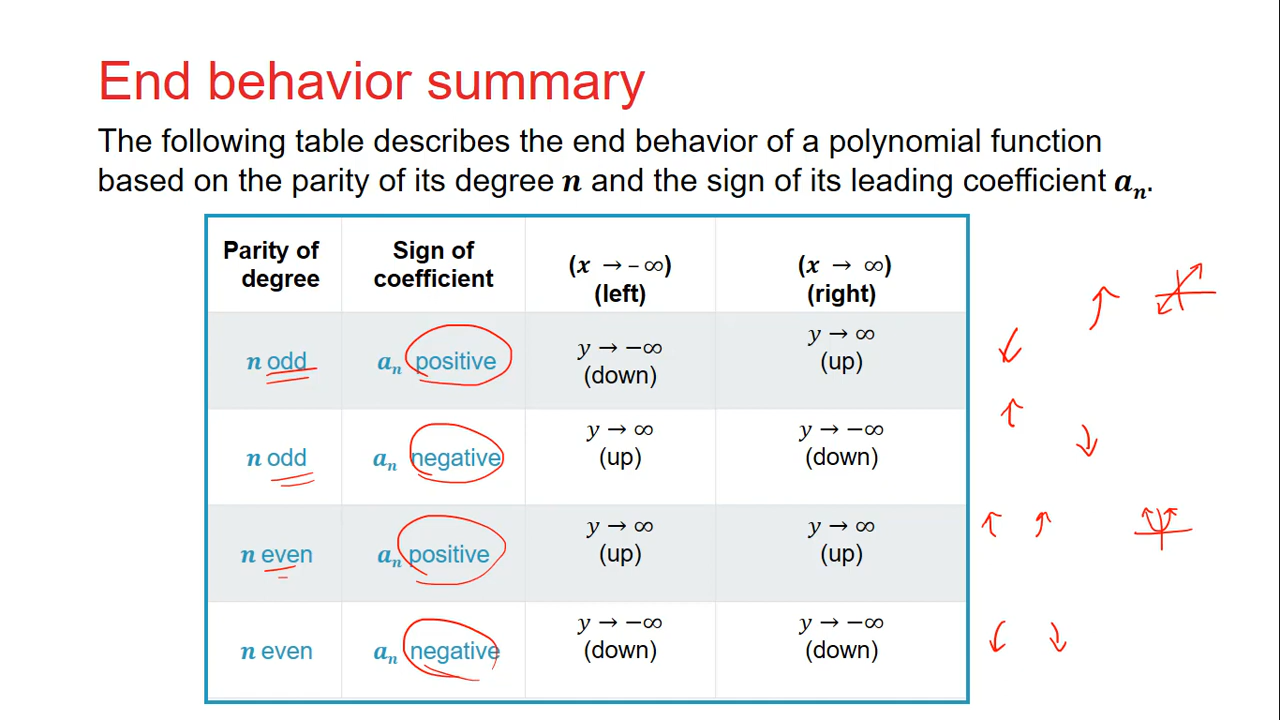 End behavior summary
The following table describes the end behavior of a polynomial function
based on the parity of its degree n and the sign of its leading coefficient aₙ.
Parity of degree
Sign of coefficient
(x → – ∞) (left)
(x → ∞) (right)
n odd
aₙ positive
y → −∞ (down)
y → ∞ (up)
n odd
aₙ negative
y → ∞ (up)
y → −∞ (down)
n even
aₙ positive
y → ∞ (up)
y → ∞ (up)
n even
aₙ negative
y → −∞ (down)
y → −∞ (down)